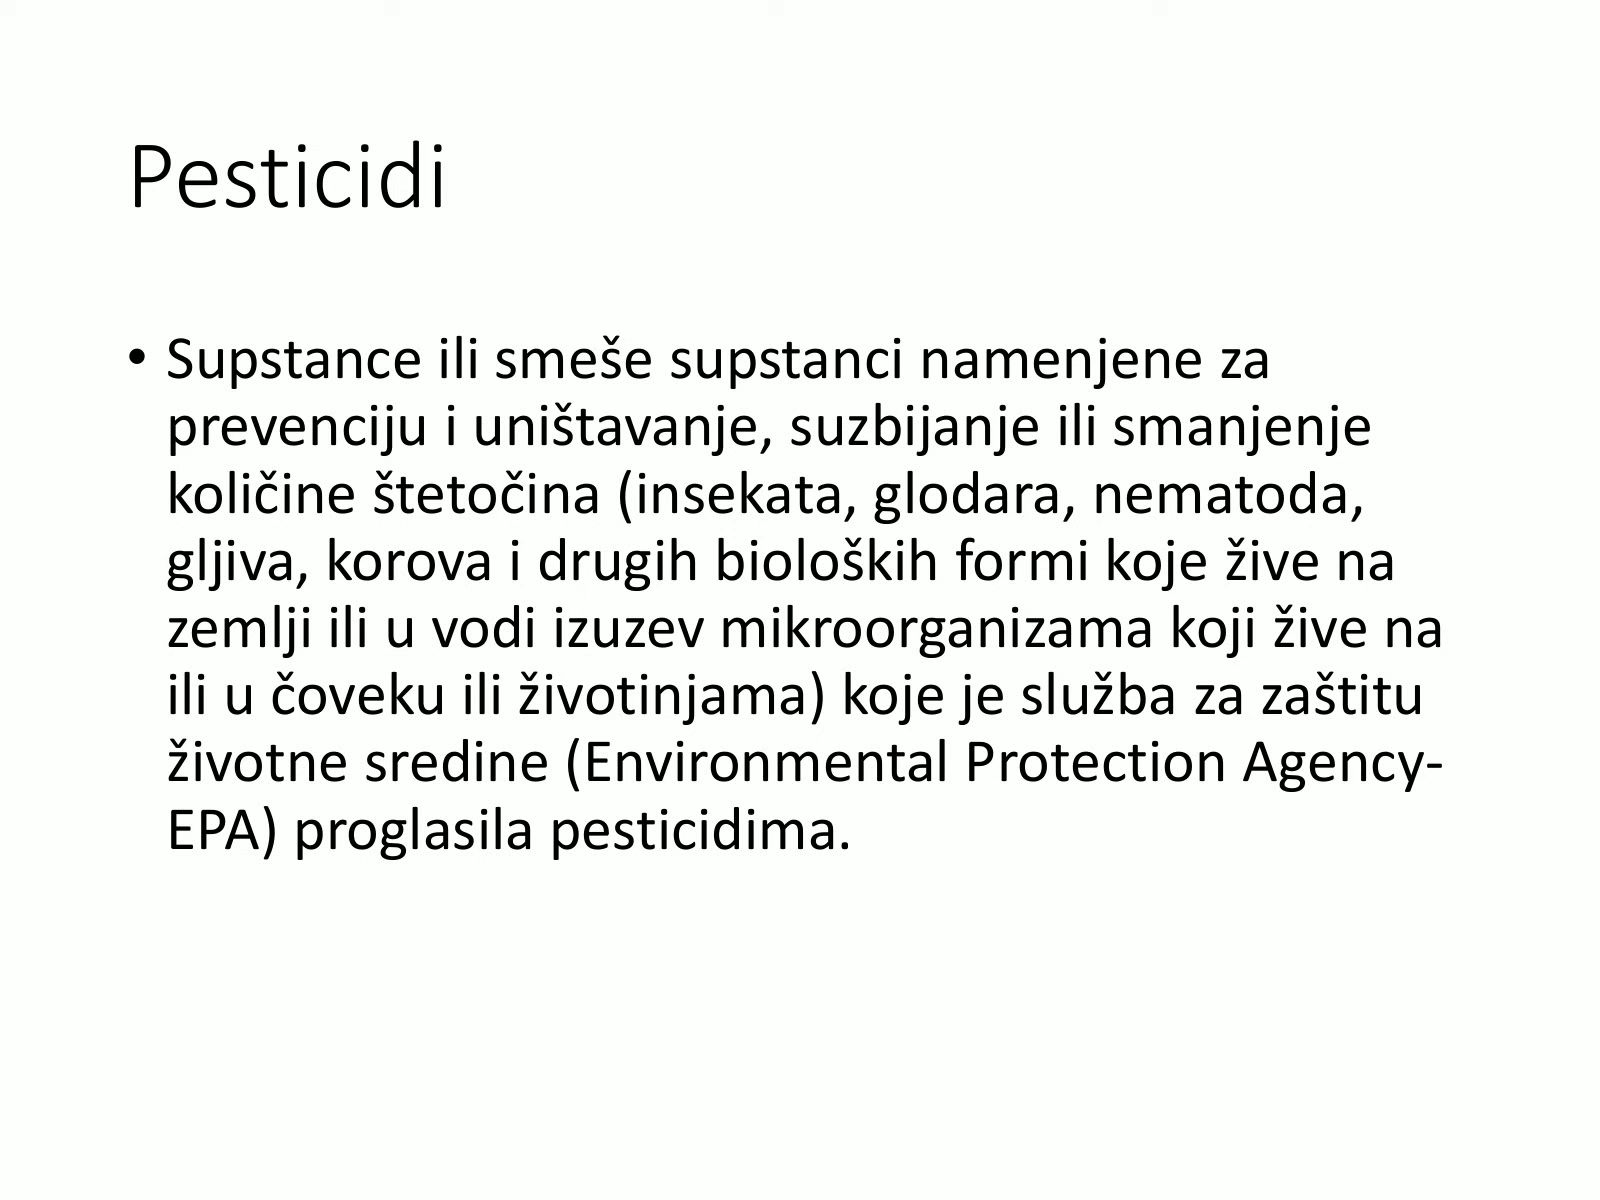 Pesticidi
• Supstance ili smeše supstanci namenjene za
prevenciju i uništavanje, suzbijanje ili smanjenje
količine štetočina (insekata, glodara, nematoda,
gljiva, korova i drugih bioloških formi koje žive na
zemlji ili u vodi izuzev mikroorganizama koji žive na
ili u čoveku ili životinjama) koje je služba za zaštitu
životne sredine (Environmental Protection Agency-
EPA) proglasila pesticidima.